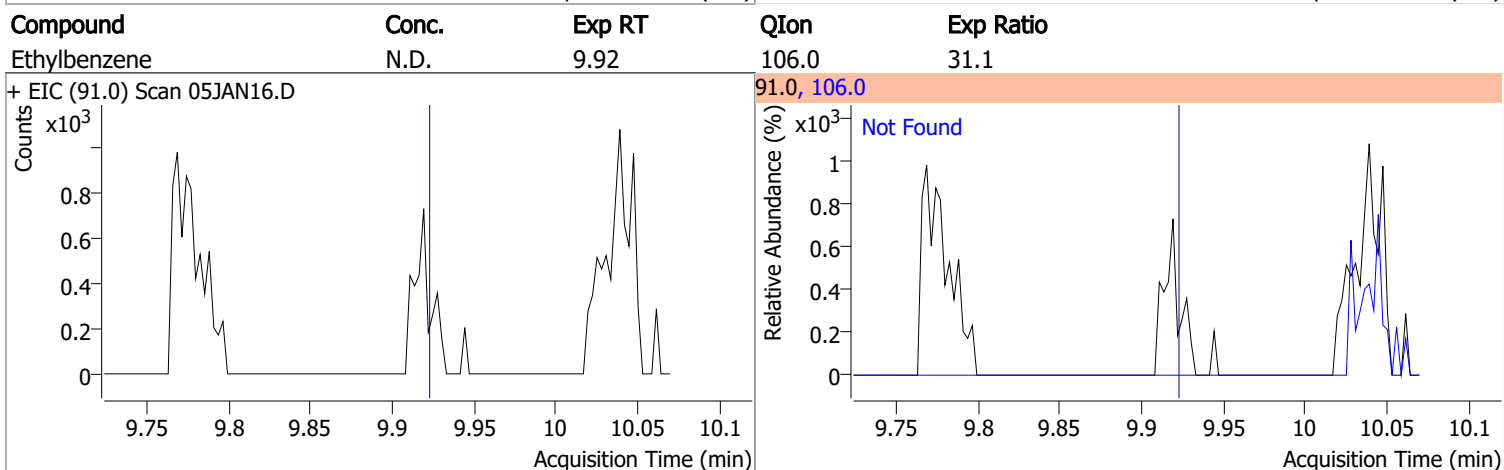 Compound Conc. Exp RT QIon Exp Ratio
Ethylbenzene N.D. 9.92 106.0 31.1
+ EIC (91.0) Scan 05JAN16.D
91.0, 106.0
Counts
x10³
0.8
0.6
0.4
0.2
0
9.75 9.8 9.85 9.9 9.95 10 10.05 10.1
Acquisition Time (min)
Relative Abundance (%)
x10³
Not Found
1
0.8
0.6
0.4
0.2
0
9.75 9.8 9.85 9.9 9.95 10 10.05 10.1
Acquisition Time (min)